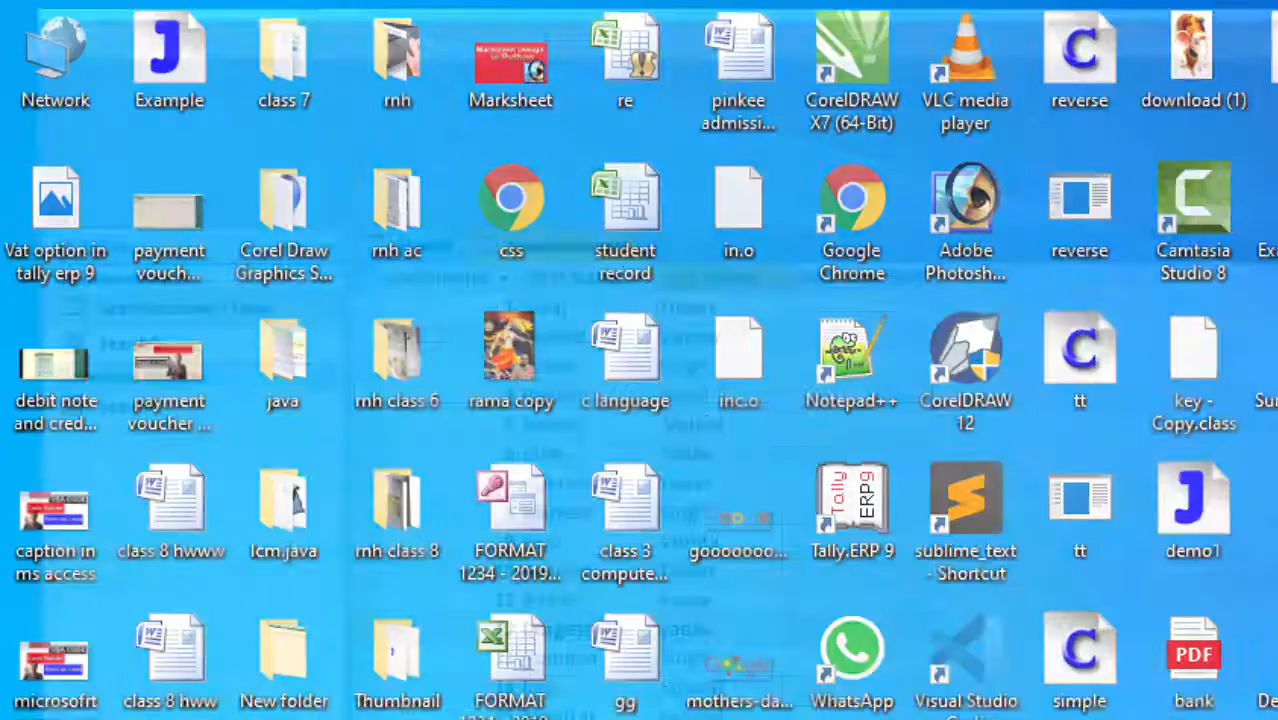 Network
Example
class 7
rnh
Marksheet
re
pinkee
admissi...
CorelDRAW
X7 (64-Bit)
VLC media
player
reverse
download (1)
Vat option in
tally erp 9
payment
vouch...
Corel Draw
Graphics S...
rnh ac
css
student
record
in.o
Google
Chrome
Adobe
Photosh...
reverse
Camtasia
Studio 8
debit note
and cred...
payment
voucher ...
java
rnh class 6
rama copy
c language
inc.o
Notepad++
CorelDRAW
12
tt
key -
Copy.class
caption in
ms access
class 8 hwww
lcm.java
rnh class 8
FORMAT
1234 - 2019...
class 3
compute...
gooooooo...
Tally
ERP9
Tally.ERP 9
sublime_text
- Shortcut
tt
demo1
microsofrt
class 8 hww
New folder
Thumbnail
FORMAT
gg
mothers-da...
WhatsApp
Visual Studio
simple
PDF
bank